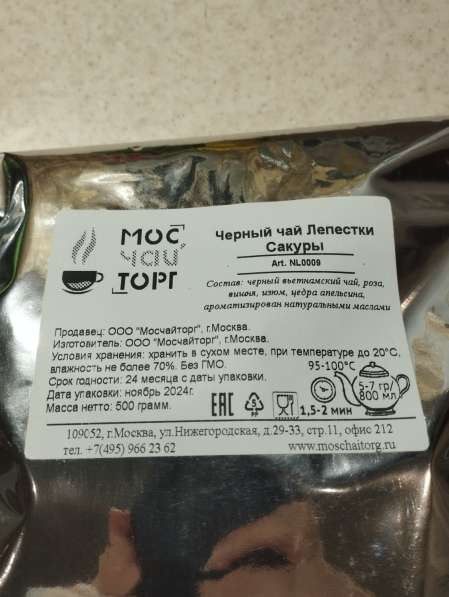 МОС
чай
ТОРГ
Черный чай Лепестки
Сакуры
Art. NL0009
Состав: черный вьетнамский чай, роза,
вишня, изюм, цедра апельсина,
ароматизирован натуральными маслами
Продавец: ООО "Мосчайторг", г.Москва.
Изготовитель: ООО "Мосчайторг", г.Москва.
Условия хранения: хранить в сухом месте, при температуре до 20°С,
влажность не более 70%. Без ГМО.
Срок годности: 24 месяца с даты упаковки.
Дата упаковки: ноябрь 2024г.
Масса нетто: 500 грамм.
95-100°С
5-7 гр/
800 мл
EAC
1,5-2 мин
109052, г.Москва, ул.Нижегородская, д.29-33, стр.11, офис 212
тел. +7(495) 966 23 62
www.moschaitorg.ru